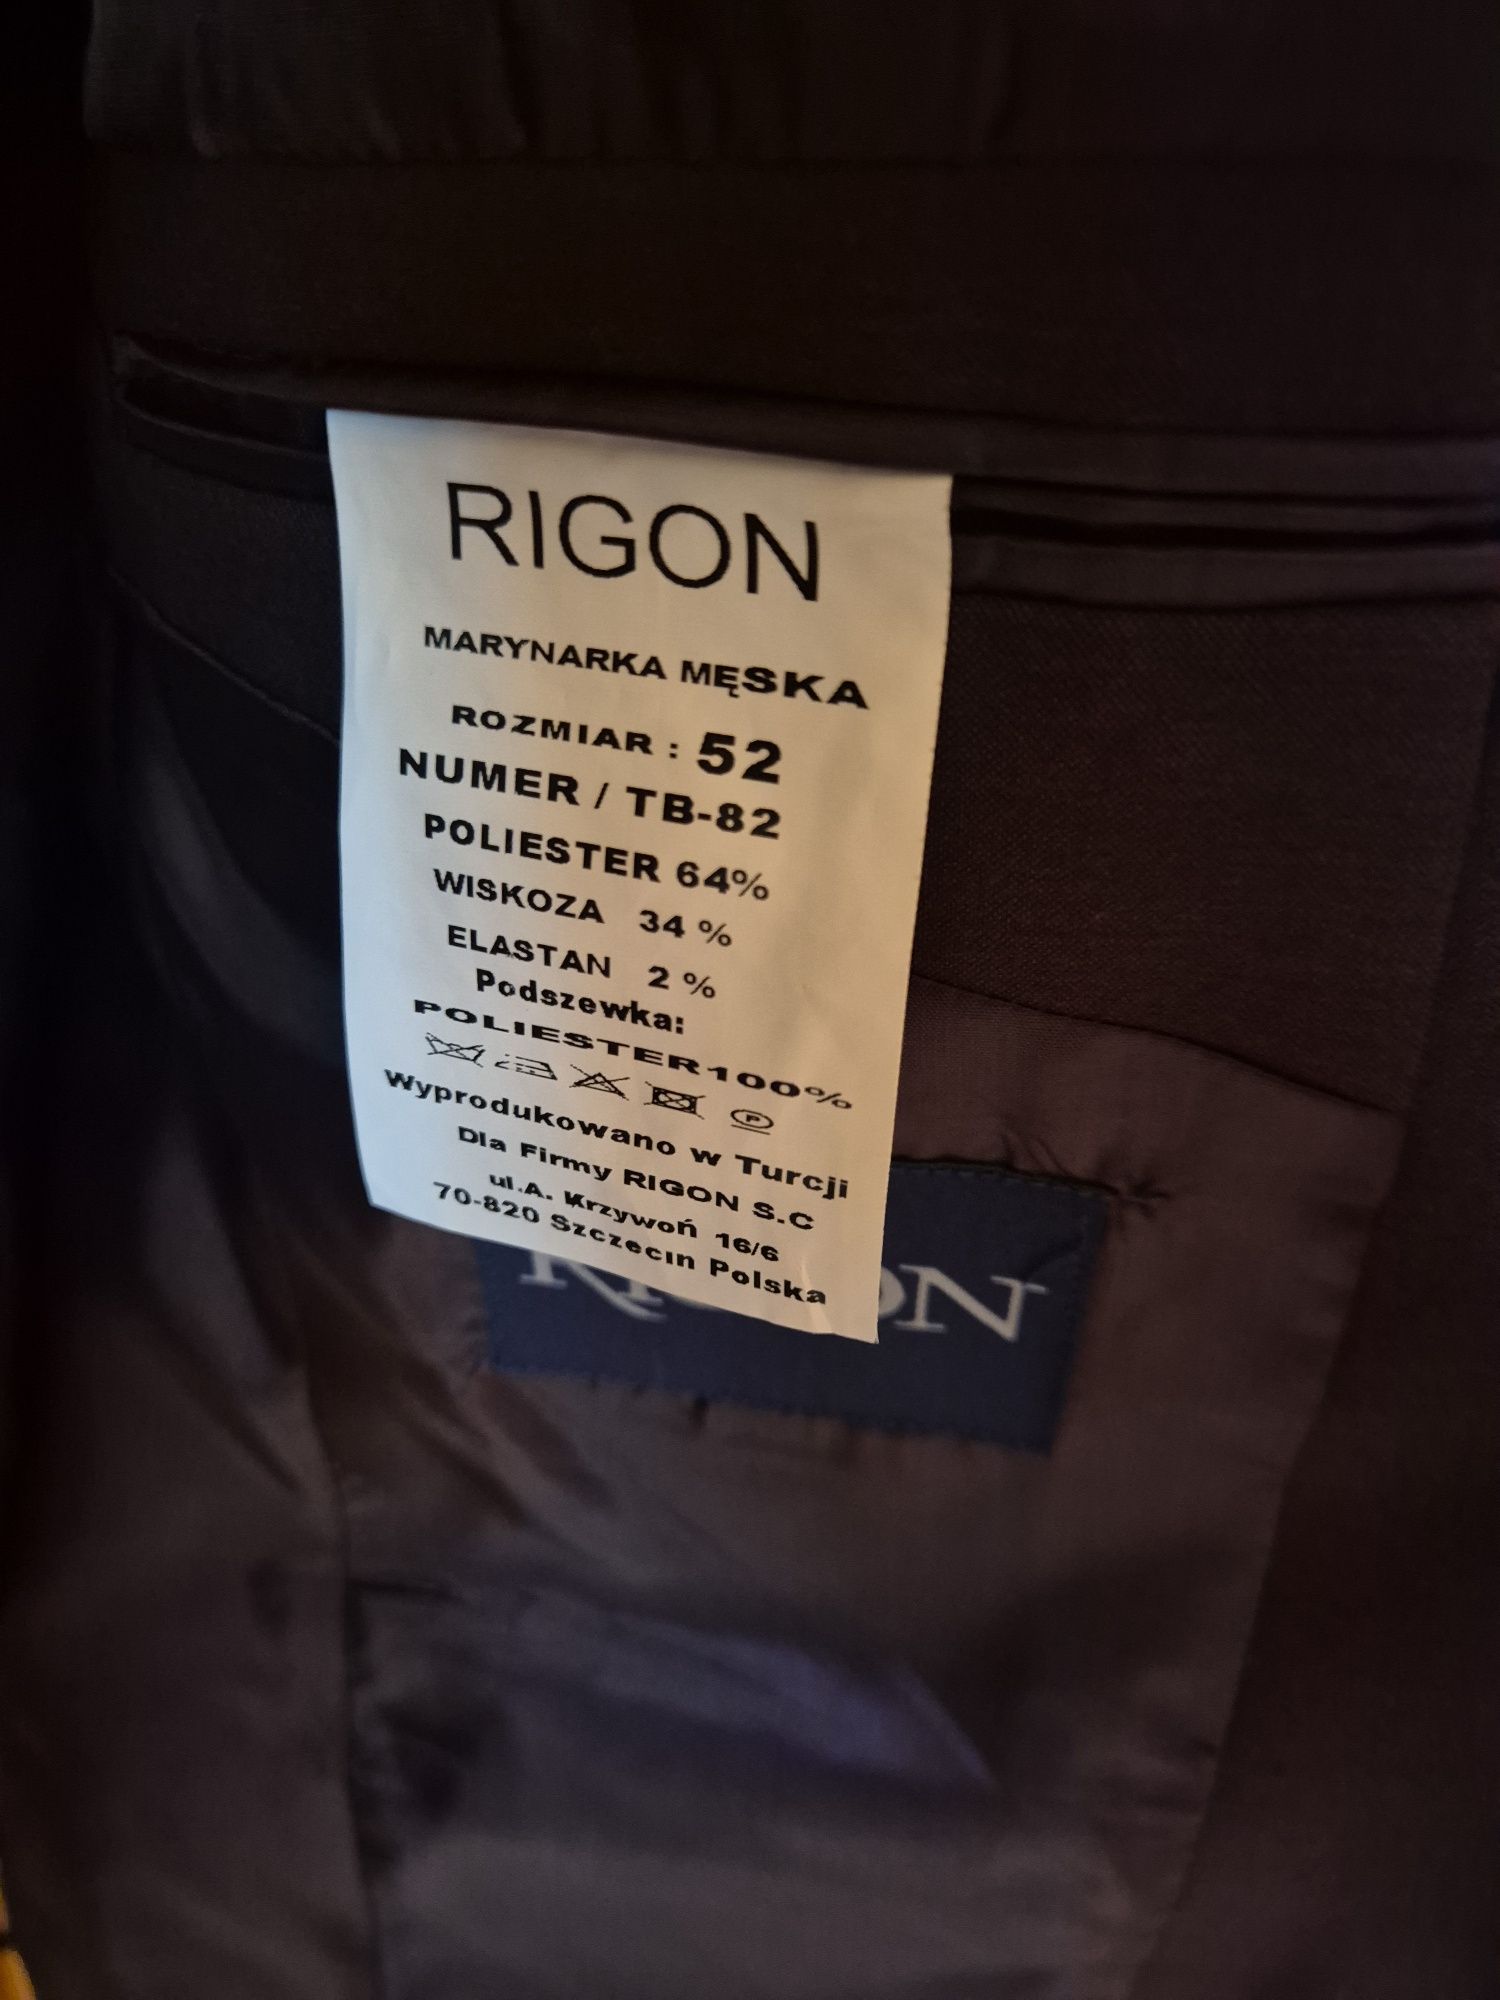 RIGON
MARYNARKA MĘSKA
ROZMIAR : 52
NUMER / TB-82
POLIESTER 64%
WISKOZA 34 %
ELASTAN 2 %
Podszewka:
POLIESTER100%
P
Wyprodukowano w Turcji
Dla Firmy RIGON S.C
ul.A. Krzywoń 16/6
70-820 Szczecin Polska
RIGON